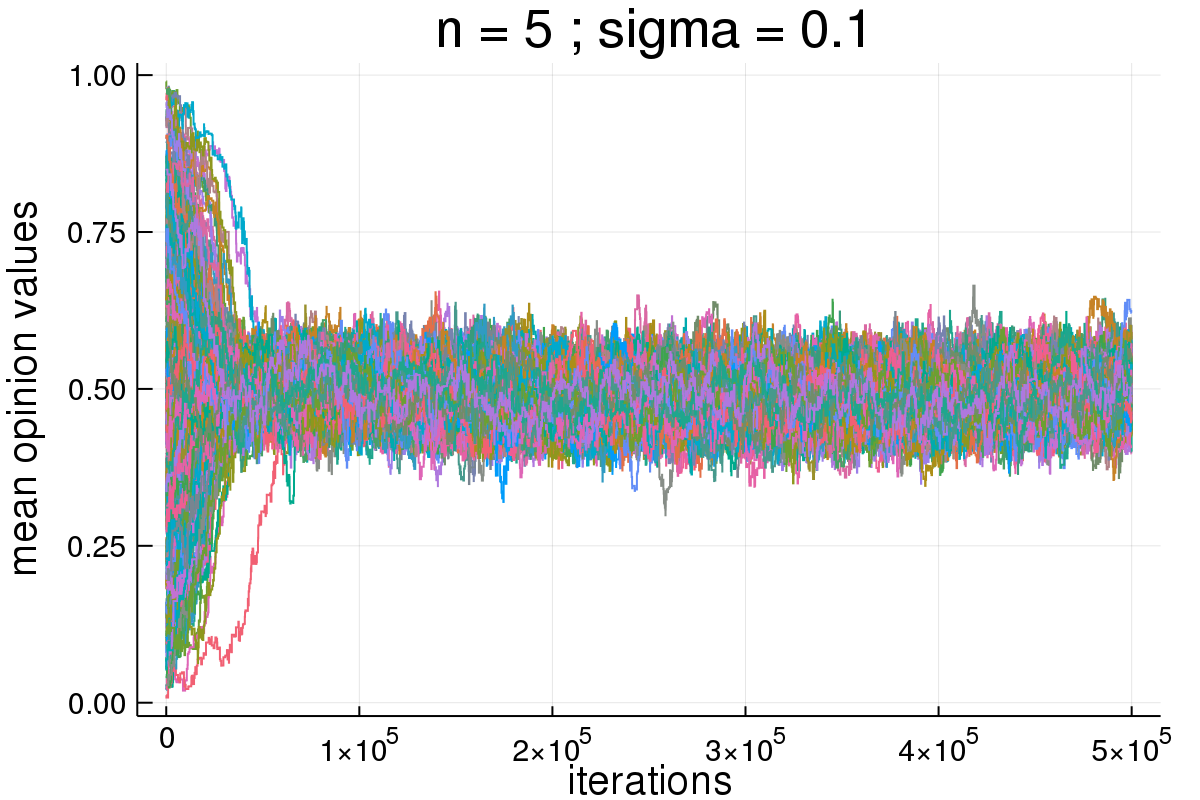 n = 5 ; sigma = 0.1
mean opinion values
1.00
0.75
0.50
0.25
0.00
0 1×10⁵ 2×10⁵ 3×10⁵ 4×10⁵ 5×10⁵
iterations